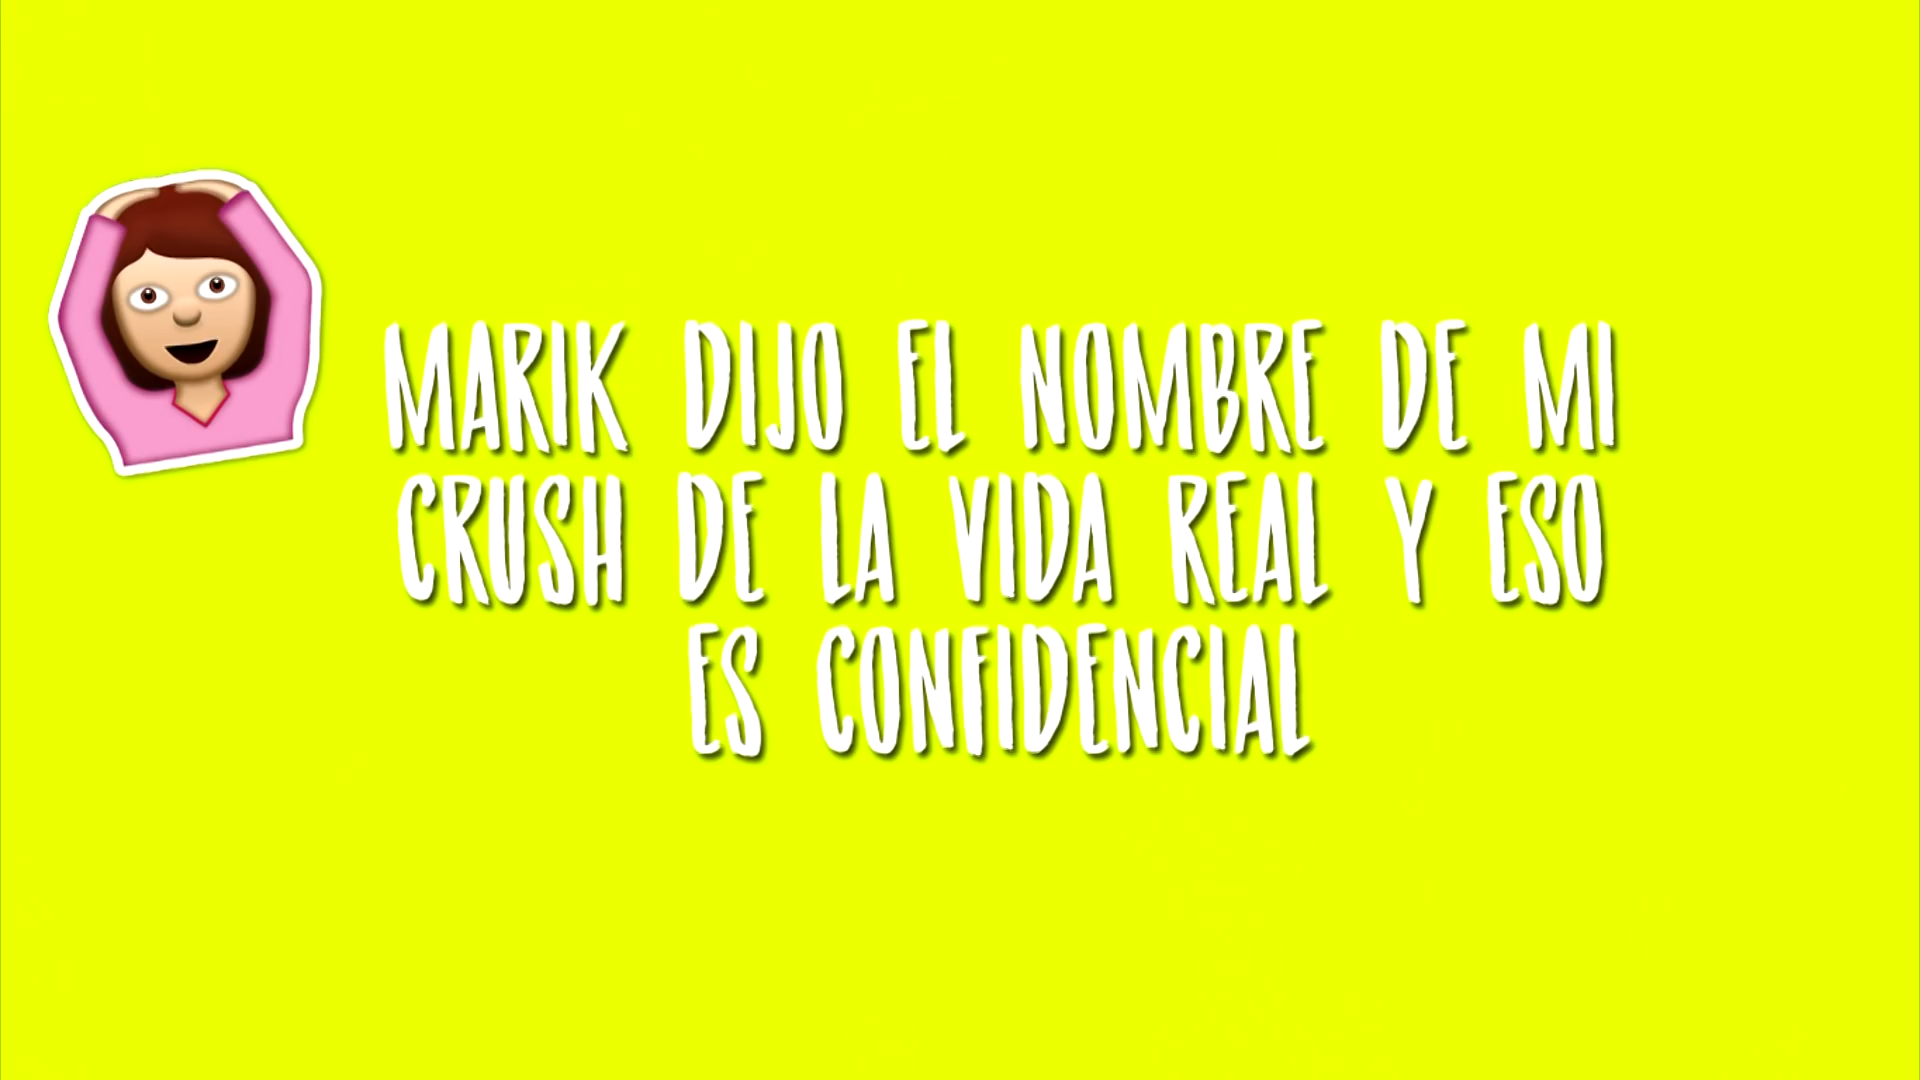 MARIK DIJO EL NOMBRE DE MI
CRUSH DE LA VIDA REAL Y ESO
ES CONFIDENCIAL